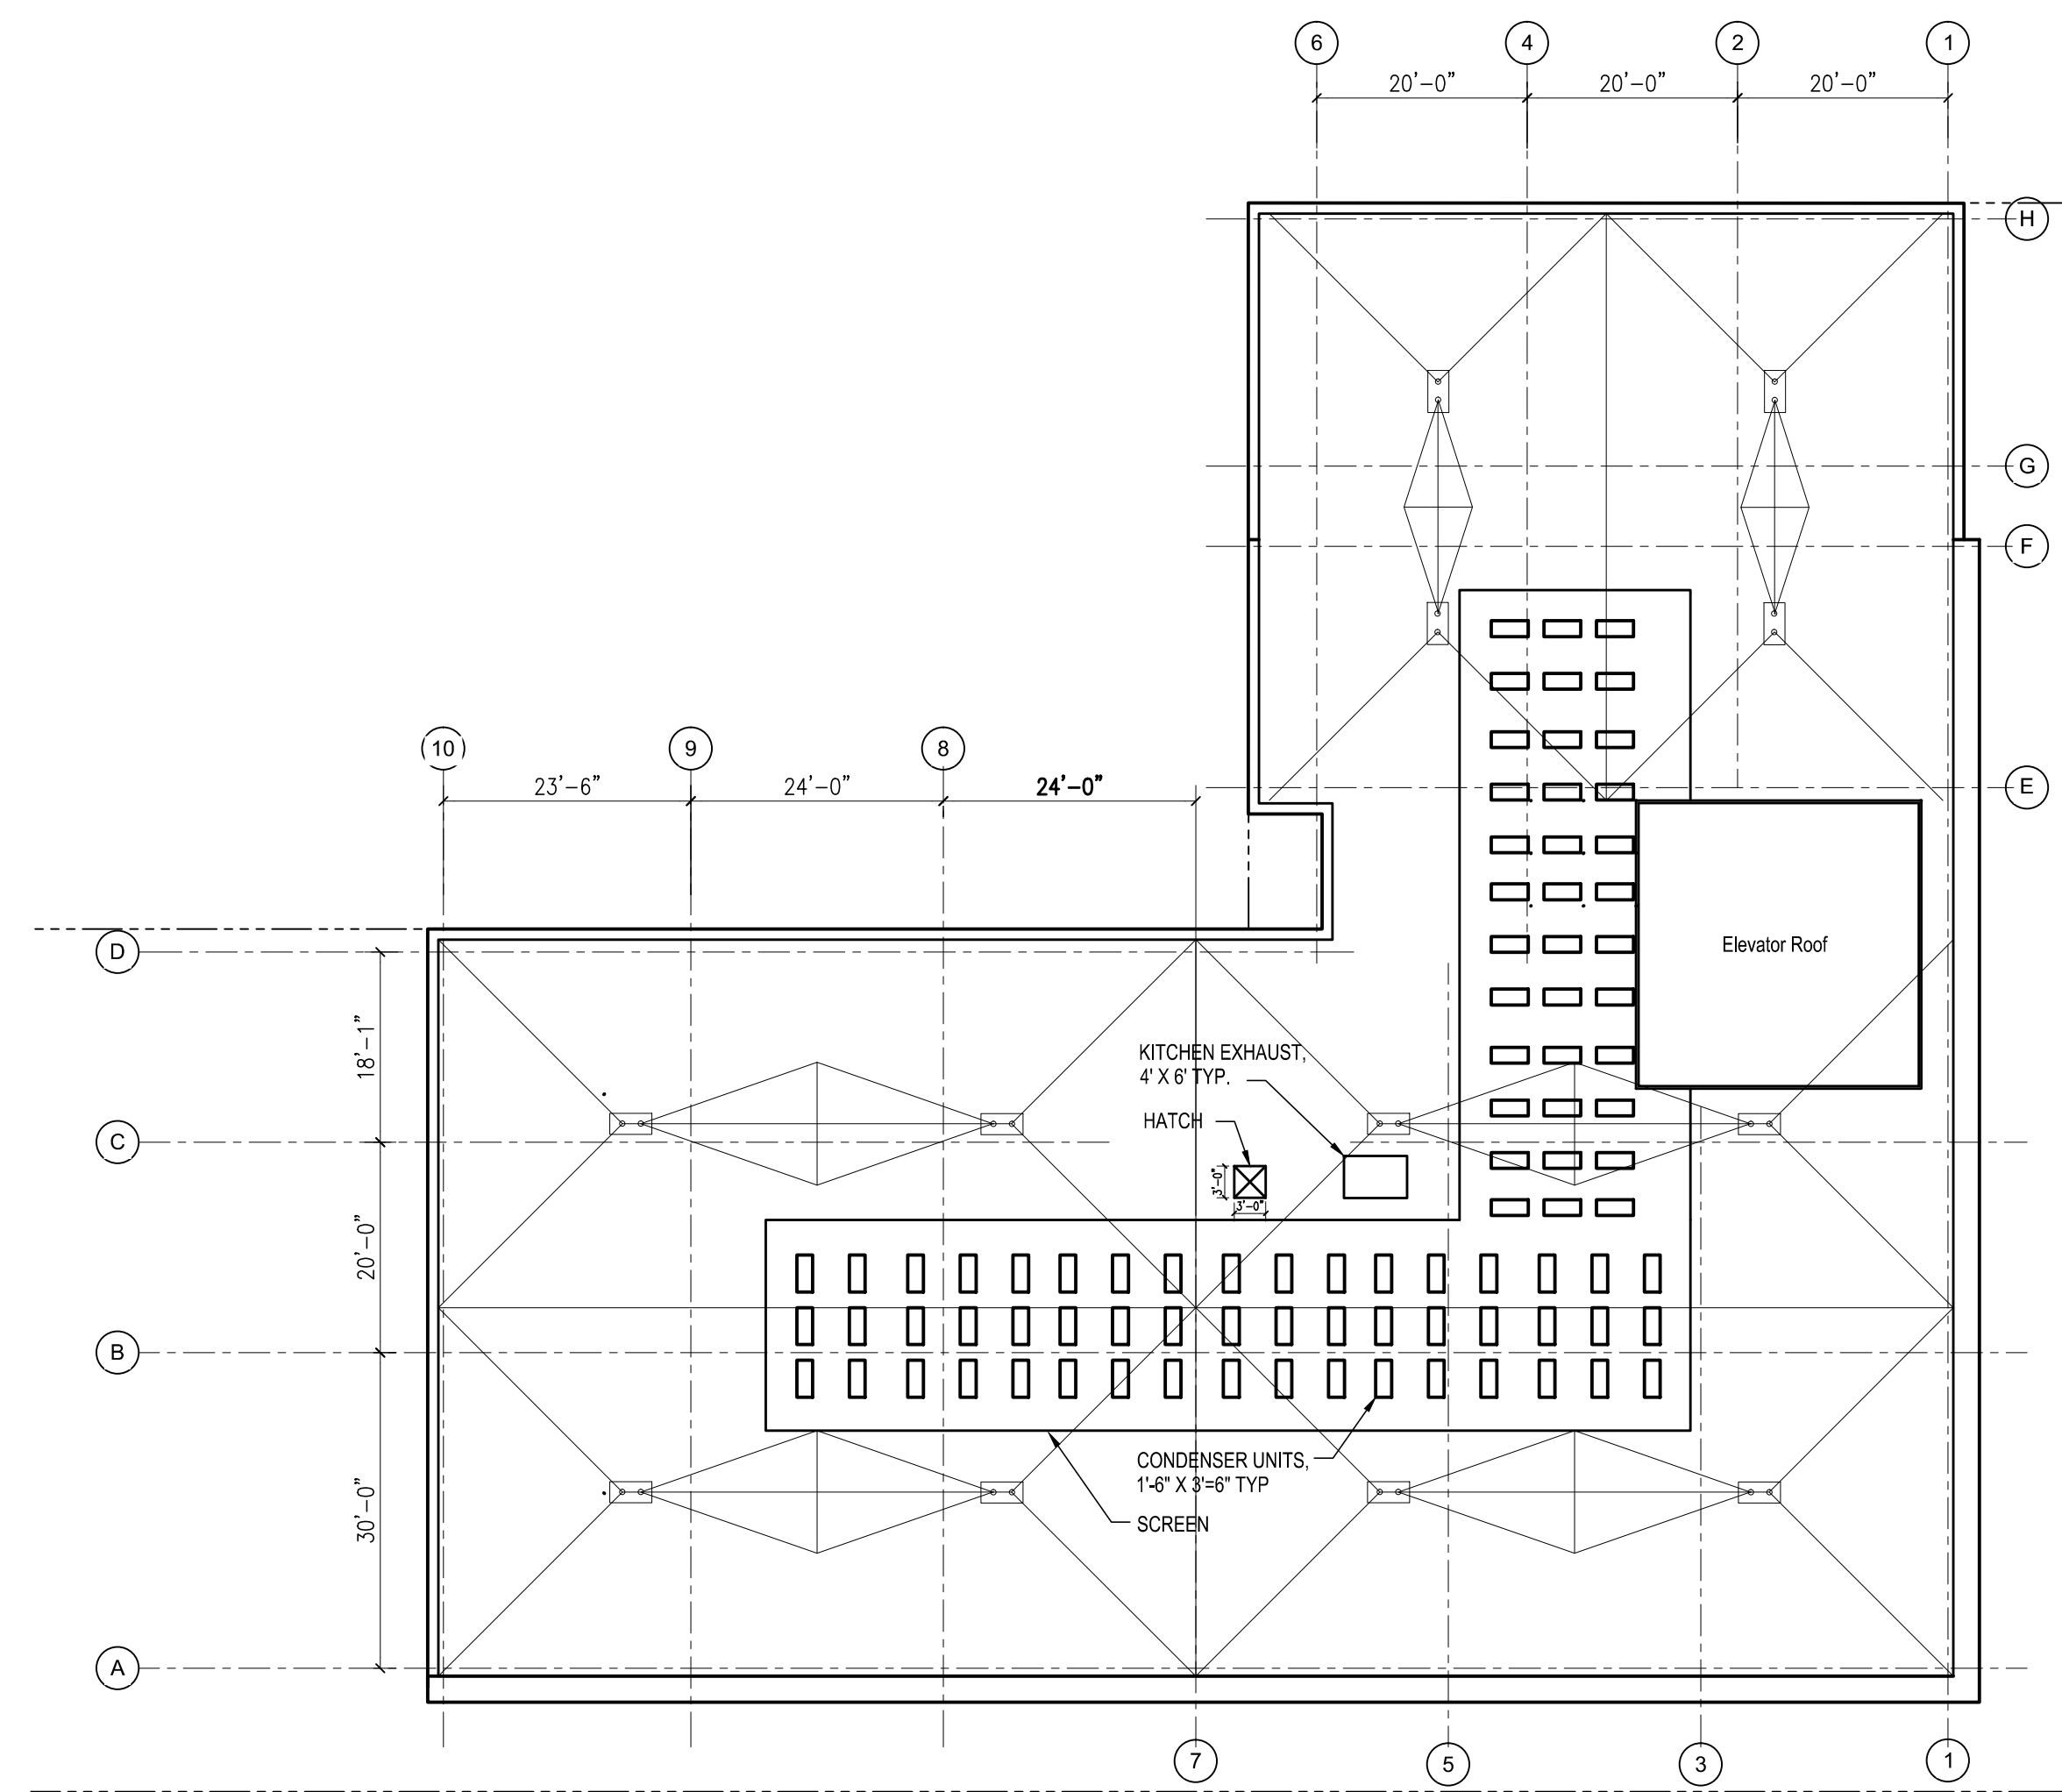 6
4
2
1
20'-0"
20'-0"
20'-0"
H
G
F
10
9
8
E
23'-6"
24'-0"
24'-0"
D
Elevator Roof
18'-1"
KITCHEN EXHAUST,
4' X 6' TYP.
HATCH
C
3'-0"
3'-0"
20'-0"
B
CONDENSER UNITS,
1'-6" X 3'=6" TYP
SCREEN
30'-0"
A
7
5
3
1